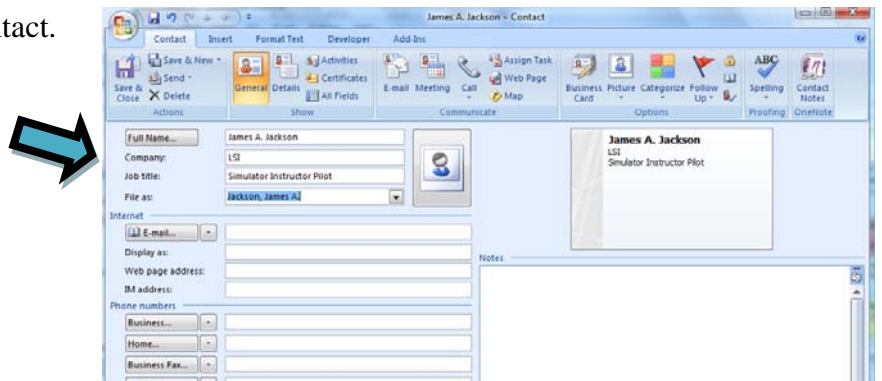 ntact.
James A. Jackson - Contact
Contact Insert Format Text Developer Add-Ins
Save & Close
Save & New
Send
Delete
Actions
General
Details
Activities
Certificates
All Fields
Show
E-mail
Meeting
Call
Assign Task
Web Page
Map
Communicate
Business Card
Picture
Categorize
Follow Up
Options
ABC
Spelling
Proofing
Contact Notes
OneNote
Full Name... James A. Jackson
Company: LSI
Job title: Simulator Instructor Pilot
File as: Jackson, James A.
James A. Jackson
LSI
Simulator Instructor Pilot
Internet
E-mail...
Display as:
Web page address:
IM address:
Notes
Phone numbers
Business...
Home...
Business Fax...